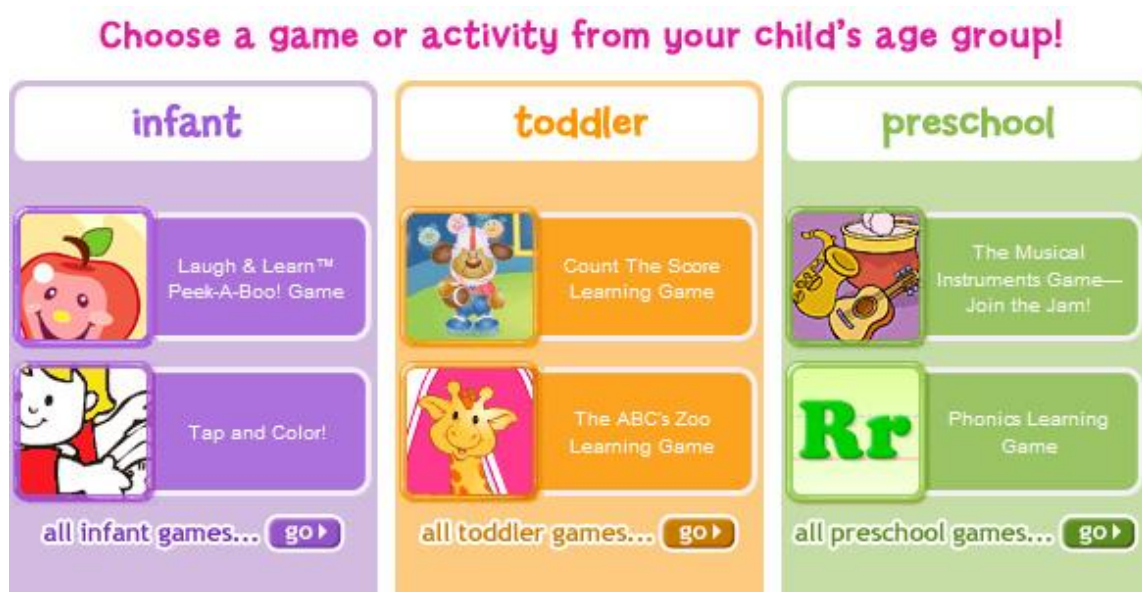 Choose a game or activity from your child's age group!
infant
Laugh & Learn™
Peek-A-Boo! Game
Tap and Color!
all infant games... go
toddler
Count The Score
Learning Game
The ABC's Zoo
Learning Game
all toddler games... go
preschool
The Musical
Instruments Game—
Join the Jam!
Rr
Phonics Learning
Game
all preschool games... go